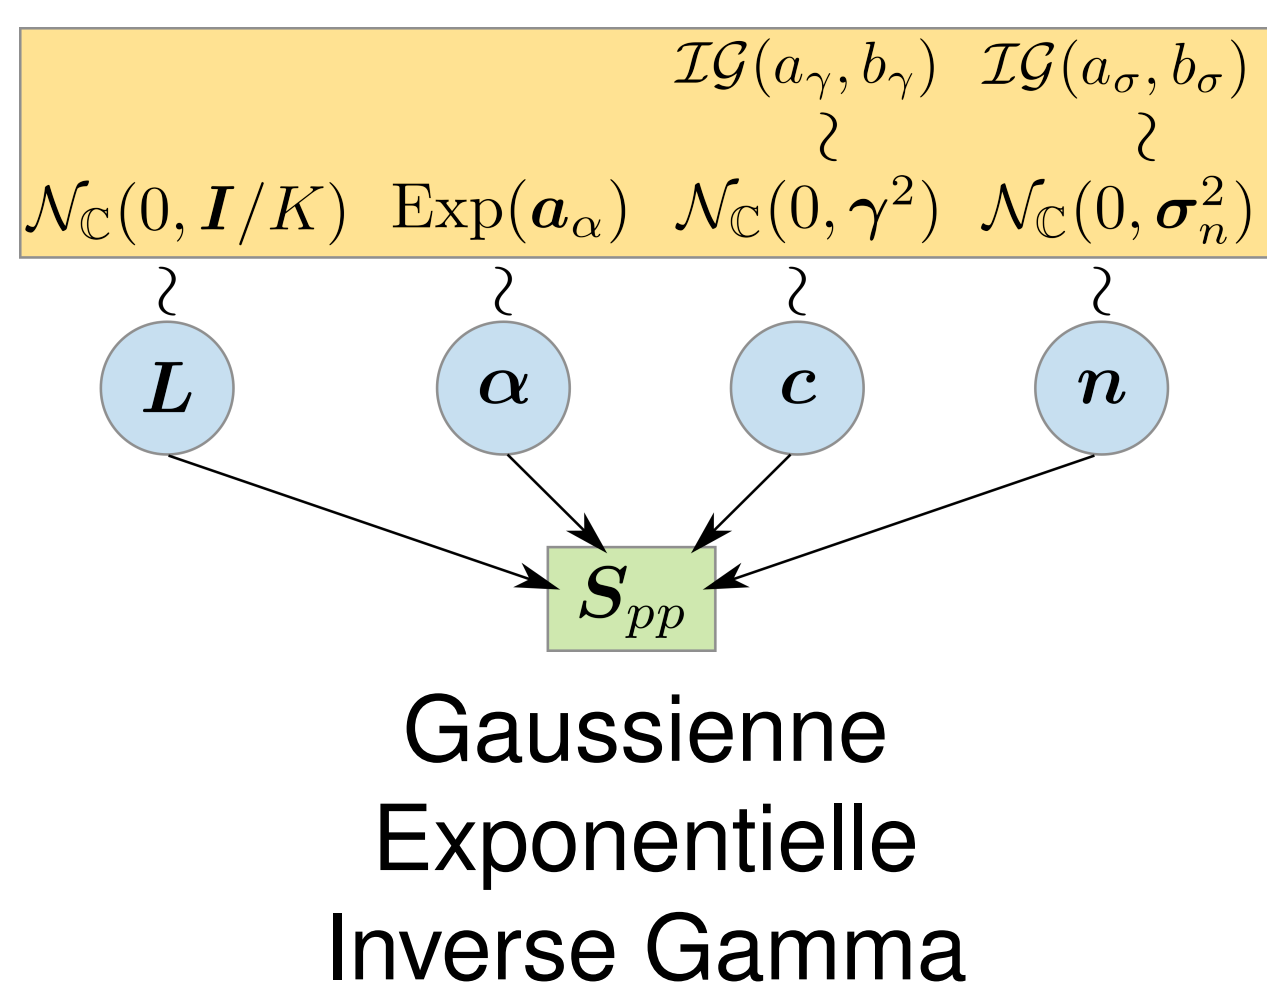 𝓘𝓖(a_γ, b_γ) 𝓘𝓖(a_σ, b_σ)
≀ ≀
𝒩_ℂ(0, 𝑰/K) Exp(𝒂_α) 𝒩_ℂ(0, 𝜸²) 𝒩_ℂ(0, 𝝈²_n)
≀ ≀ ≀ ≀
𝑳 𝜶 𝒄 𝒏
𝑺_pp
Gaussienne
Exponentielle
Inverse Gamma